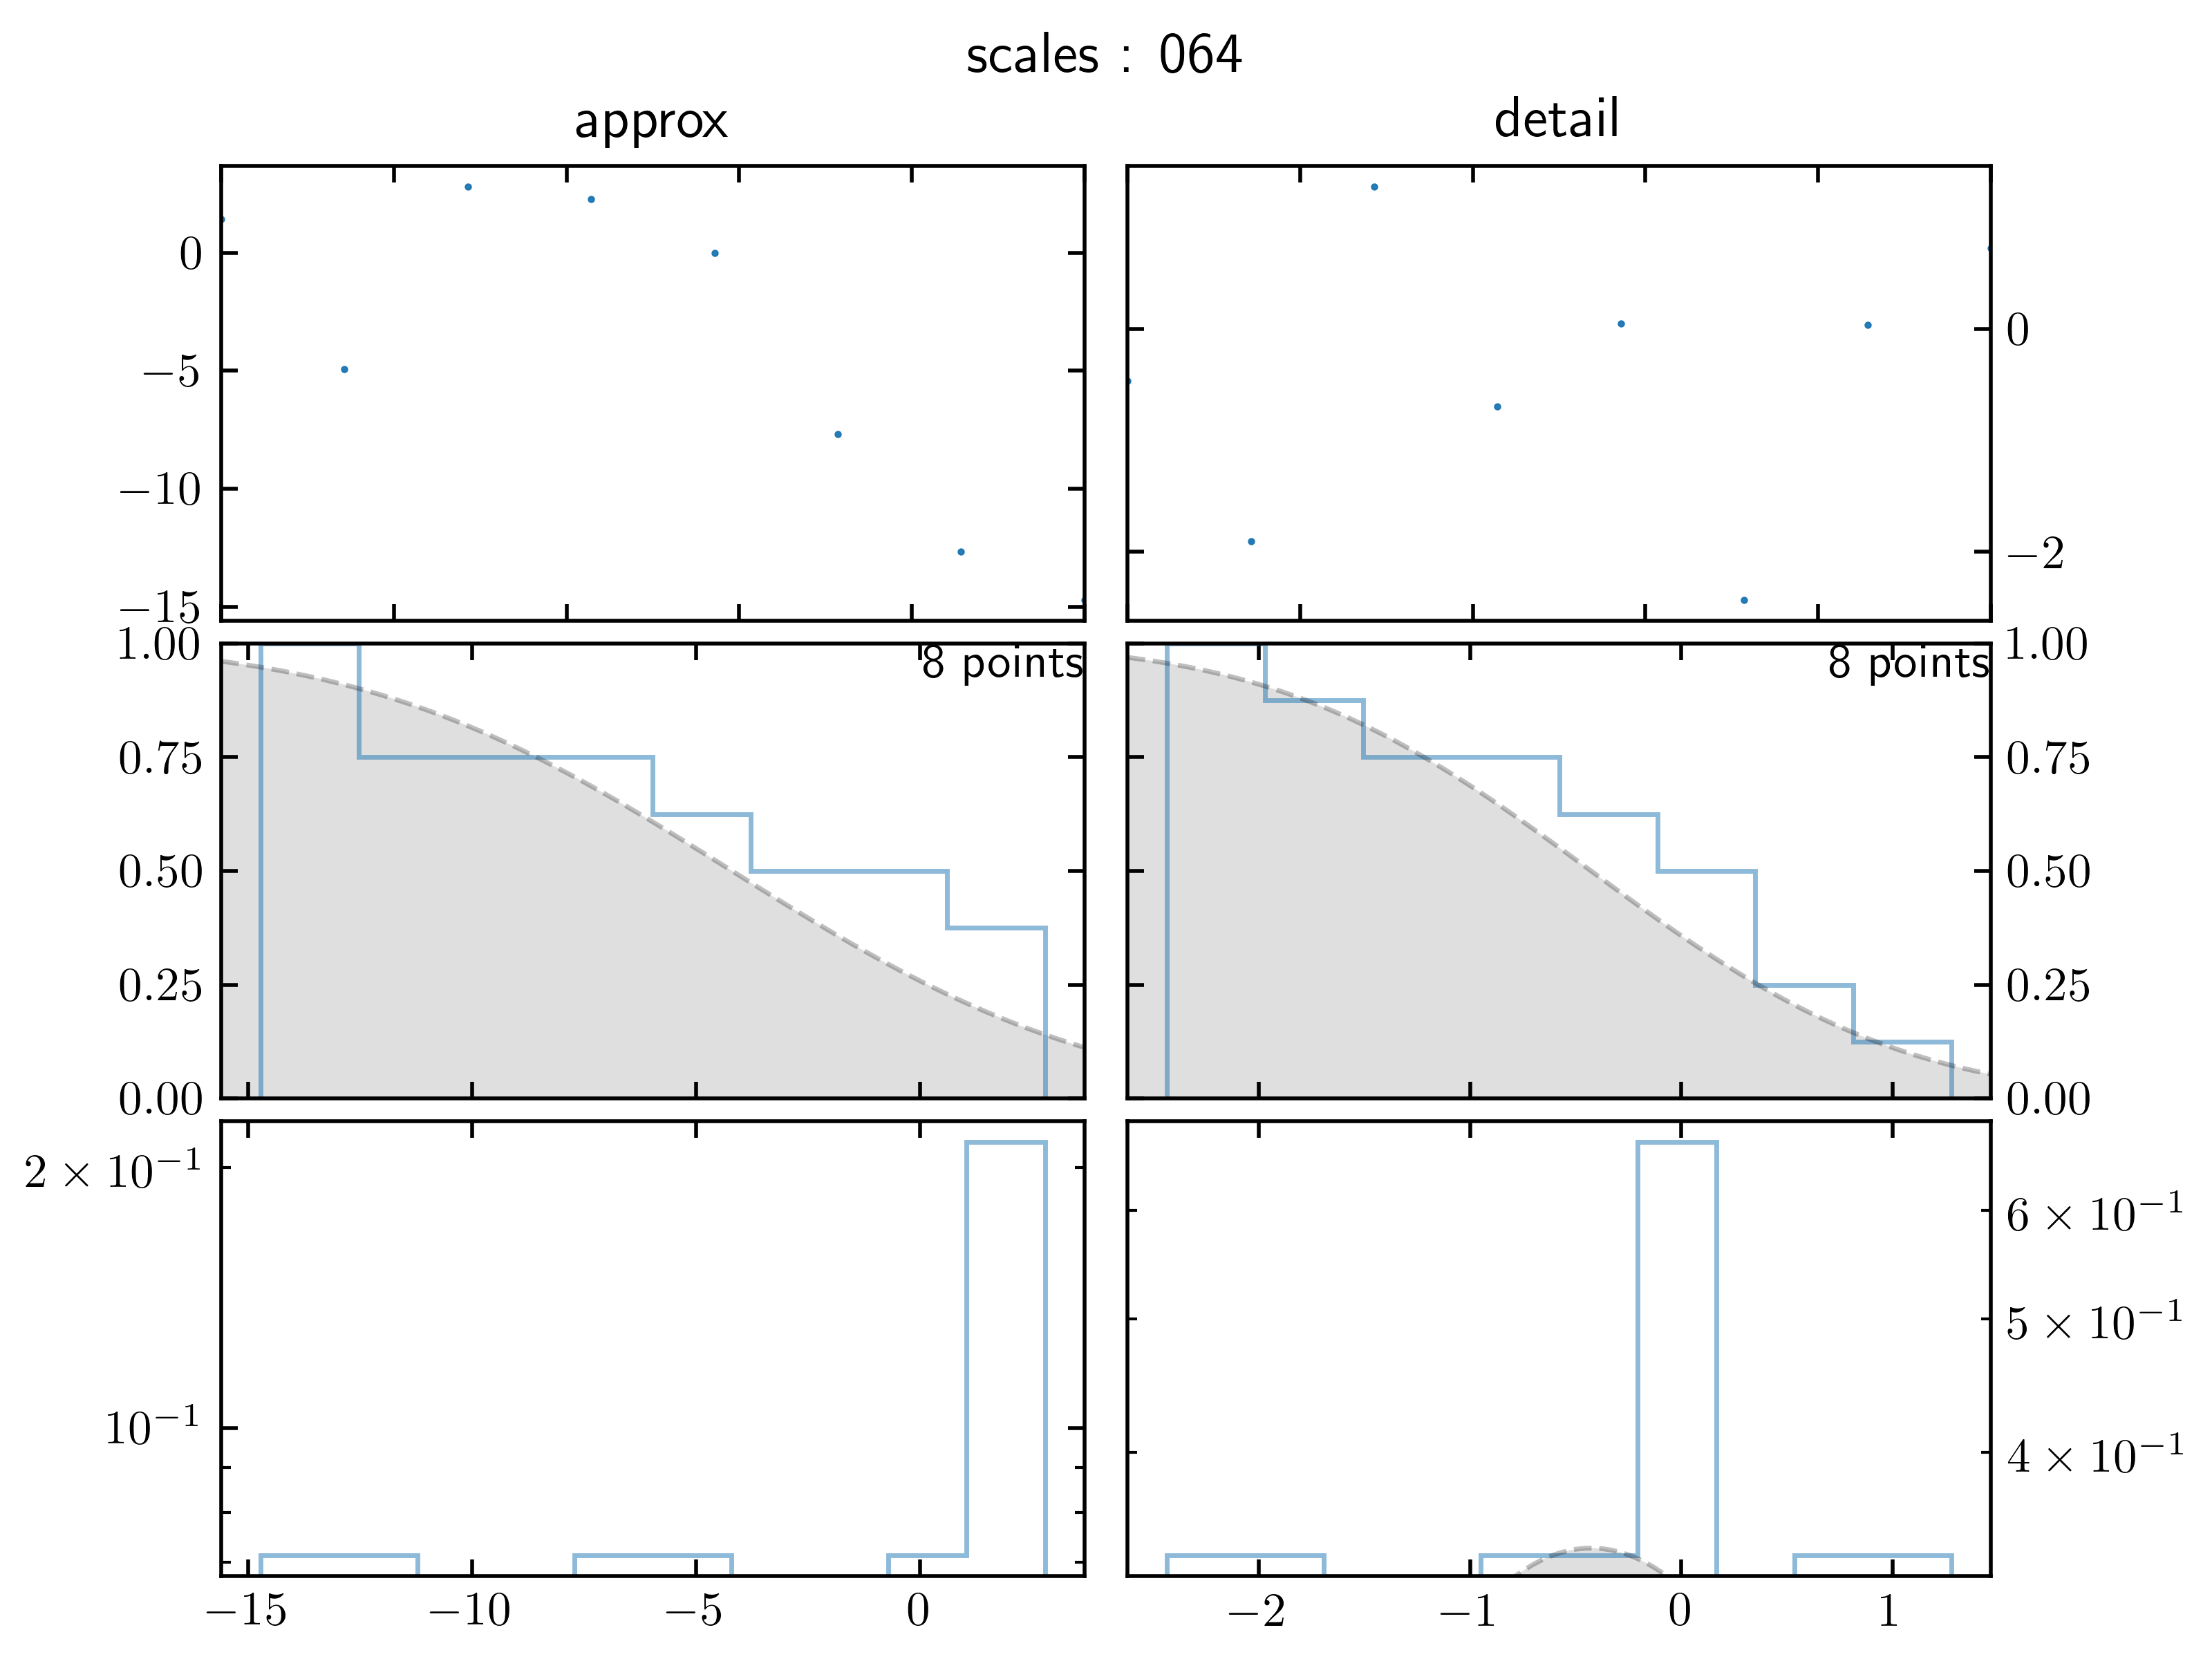 scales : 064
approx detail
0
−5
−10
−15
0
−2
1.00
0.75
0.50
0.25
0.00
8 points
8 points
1.00
0.75
0.50
0.25
0.00
2 × 10⁻¹
10⁻¹
6 × 10⁻¹
5 × 10⁻¹
4 × 10⁻¹
−15 −10 −5 0
−2 −1 0 1